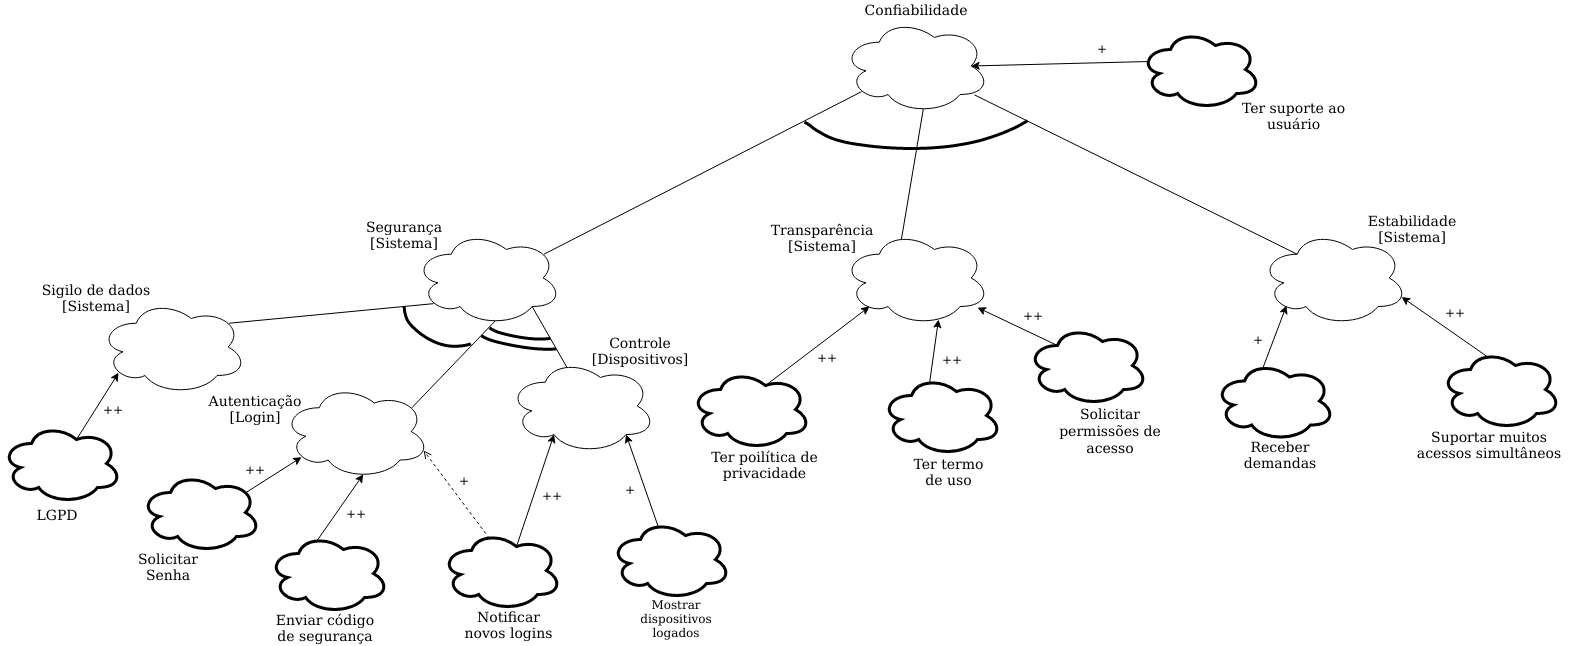 Confiabilidade
+
Ter suporte ao
usuário
Segurança
[Sistema]
Transparência
[Sistema]
Estabilidade
[Sistema]
Sigilo de dados
[Sistema]
Controle
[Dispositivos]
++
++
++
+
++
++
Autenticação
[Login]
Solicitar
permissões de
acesso
Ter poilítica de
privacidade
Ter termo
de uso
Receber
demandas
Suportar muitos
acessos simultâneos
++
+
++
+
++
LGPD
Solicitar
Senha
Enviar código
de segurança
Notificar
novos logins
Mostrar
dispositivos
logados